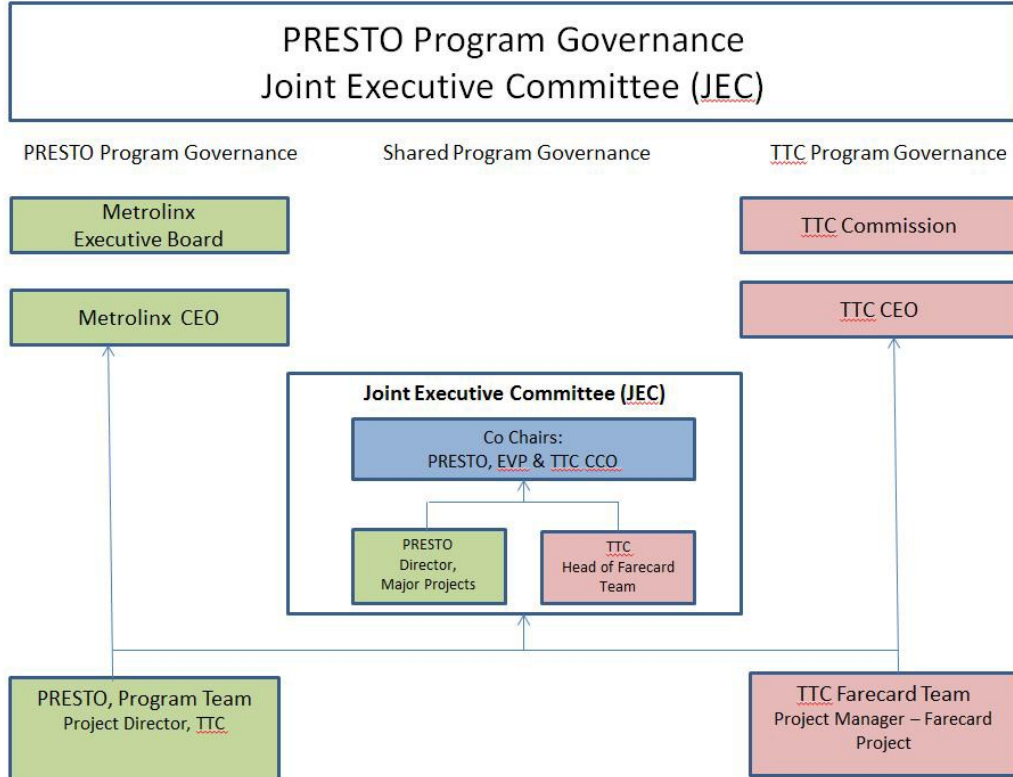 PRESTO Program Governance
Joint Executive Committee (JEC)
PRESTO Program Governance
Shared Program Governance
TTC Program Governance
Metrolinx
Executive Board
TTC Commission
Metrolinx CEO
TTC CEO
Joint Executive Committee (JEC)
Co Chairs:
PRESTO, EVP & TTC CCO
PRESTO
Director,
Major Projects
TTC
Head of Farecard
Team
PRESTO, Program Team
Project Director, TTC
TTC Farecard Team
Project Manager – Farecard
Project